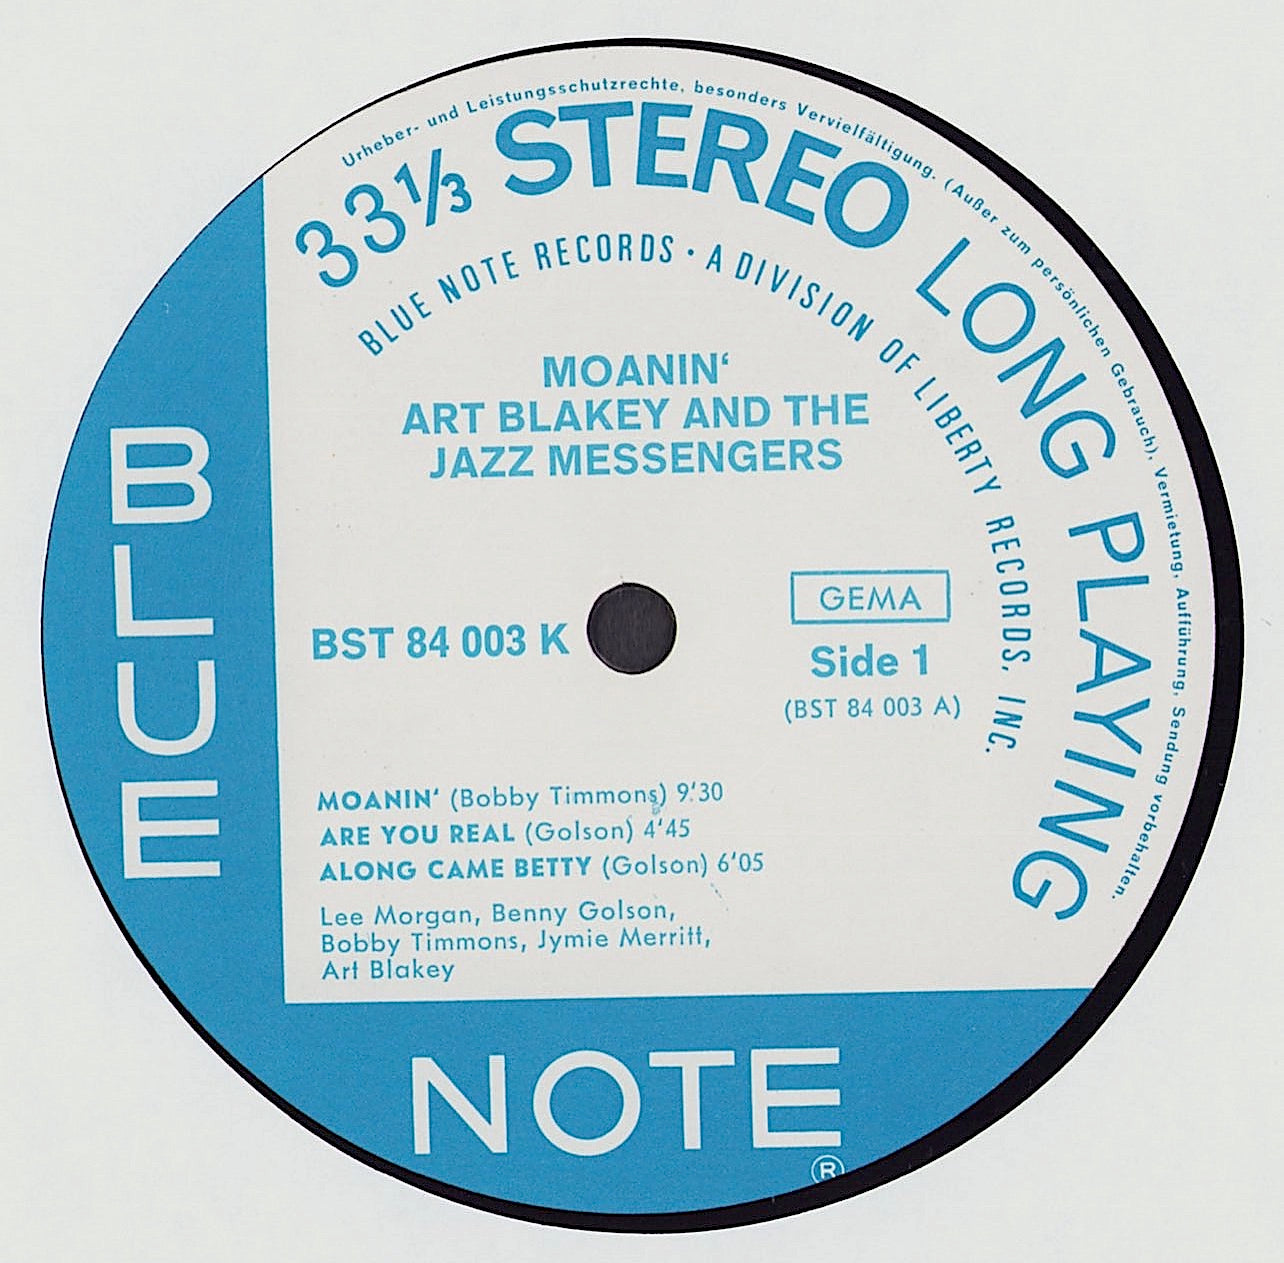 Urheber- und Leistungsschutzrechte, besonders Vervielfältigung. (Außer zum persönlichen Gebrauch), Vermietung, Aufführung, Sendung vorbehalten.
33⅓ STEREO LONG PLAYING
BLUE NOTE RECORDS · A DIVISION OF LIBERTY RECORDS, INC.
MOANIN‘
ART BLAKEY AND THE
JAZZ MESSENGERS
BST 84 003 K
GEMA
Side 1
(BST 84 003 A)
MOANIN‘ (Bobby Timmons) 9.‘30
ARE YOU REAL (Golson) 4‘45
ALONG CAME BETTY (Golson) 6‘05
Lee Morgan, Benny Golson,
Bobby Timmons, Jymie Merritt,
Art Blakey
BLUE
NOTE
®